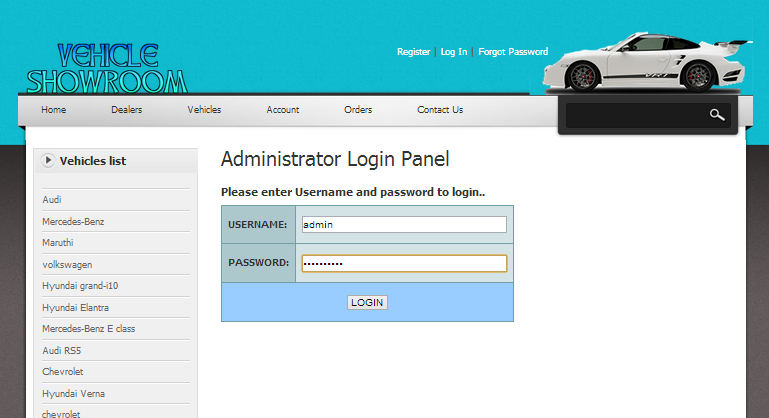 VEHICLE
SHOWROOM
Register | Log In | Forgot Password
VR7
Home Dealers Vehicles Account Orders Contact Us
Vehicles list
Audi
Mercedes-Benz
Maruthi
volkswagen
Hyundai grand-i10
Hyundai Elantra
Mercedes-Benz E class
Audi RS5
Chevrolet
Hyundai Verna
chevrolet
Administrator Login Panel
Please enter Username and password to login..
USERNAME: admin
PASSWORD: ••••••••••
LOGIN